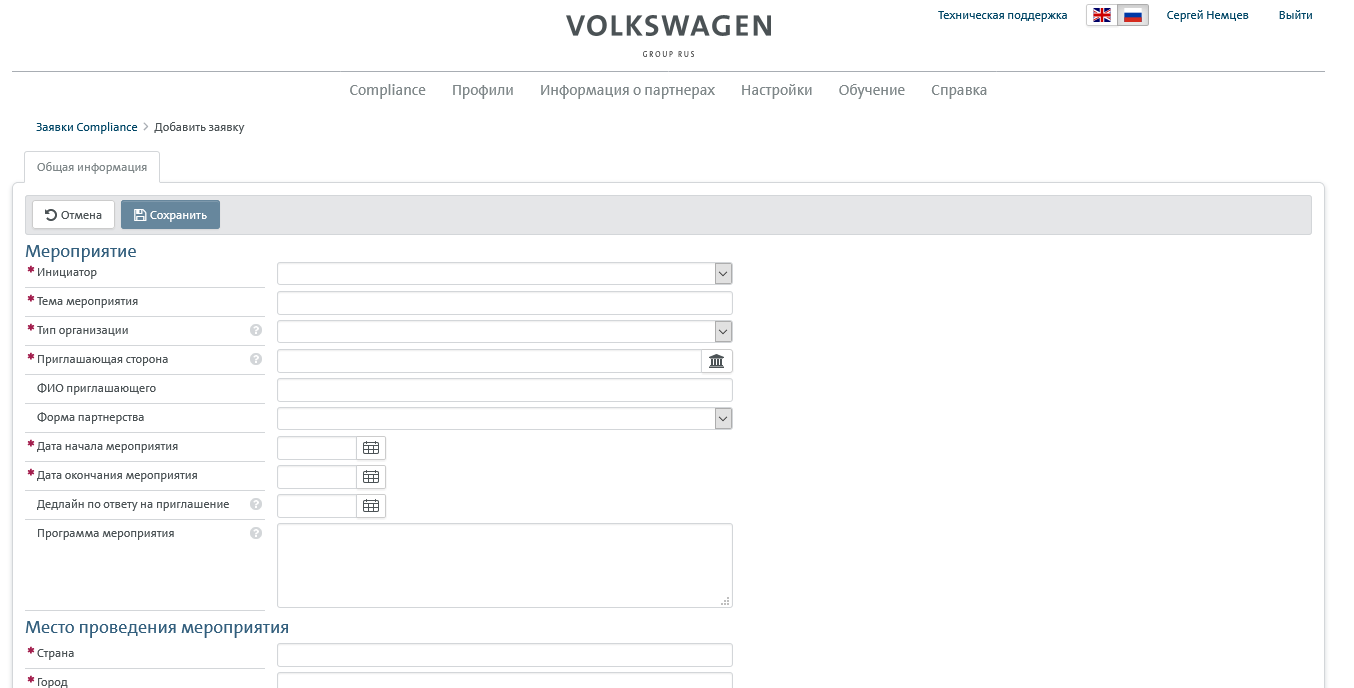 VOLKSWAGEN
GROUP RUS
Техническая поддержка
Сергей Немцев
Выйти
Compliance
Профили
Информация о партнерах
Настройки
Обучение
Справка
Заявки Compliance > Добавить заявку
Общая информация
Отмена
Сохранить
Мероприятие
* Инициатор
* Тема мероприятия
* Тип организации ?
* Приглашающая сторона ?
ФИО приглашающего
Форма партнерства
* Дата начала мероприятия
* Дата окончания мероприятия
Дедлайн по ответу на приглашение ?
Программа мероприятия ?
Место проведения мероприятия
* Страна
* Город